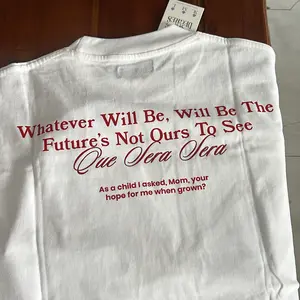 Whatever Will Be, Will Be The
Future's Not Ours To See
Que Sera Sera
As a child i asked, Mom, your
hope for me when grown?